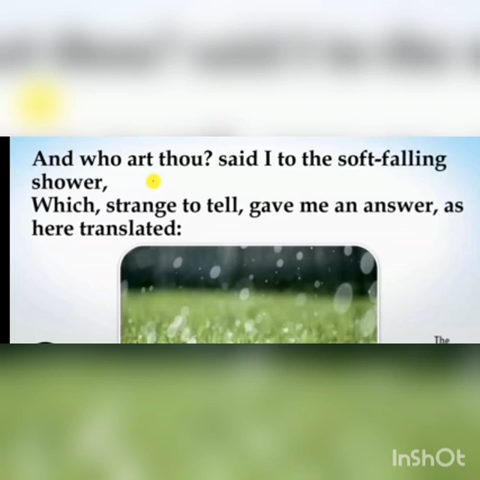 And who art thou? said I to the soft-falling
shower,
Which, strange to tell, gave me an answer, as
here translated:
The
InShOt